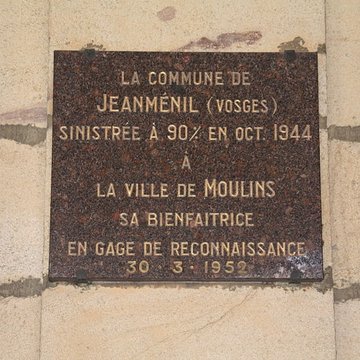 LA COMMUNE DE
JEANMÉNIL (VOSGES)
SINISTRÉE À 90% EN OCT. 1944
À
LA VILLE DE MOULINS
SA BIENFAITRICE
EN GAGE DE RECONNAISSANCE
30 - 3 - 1952